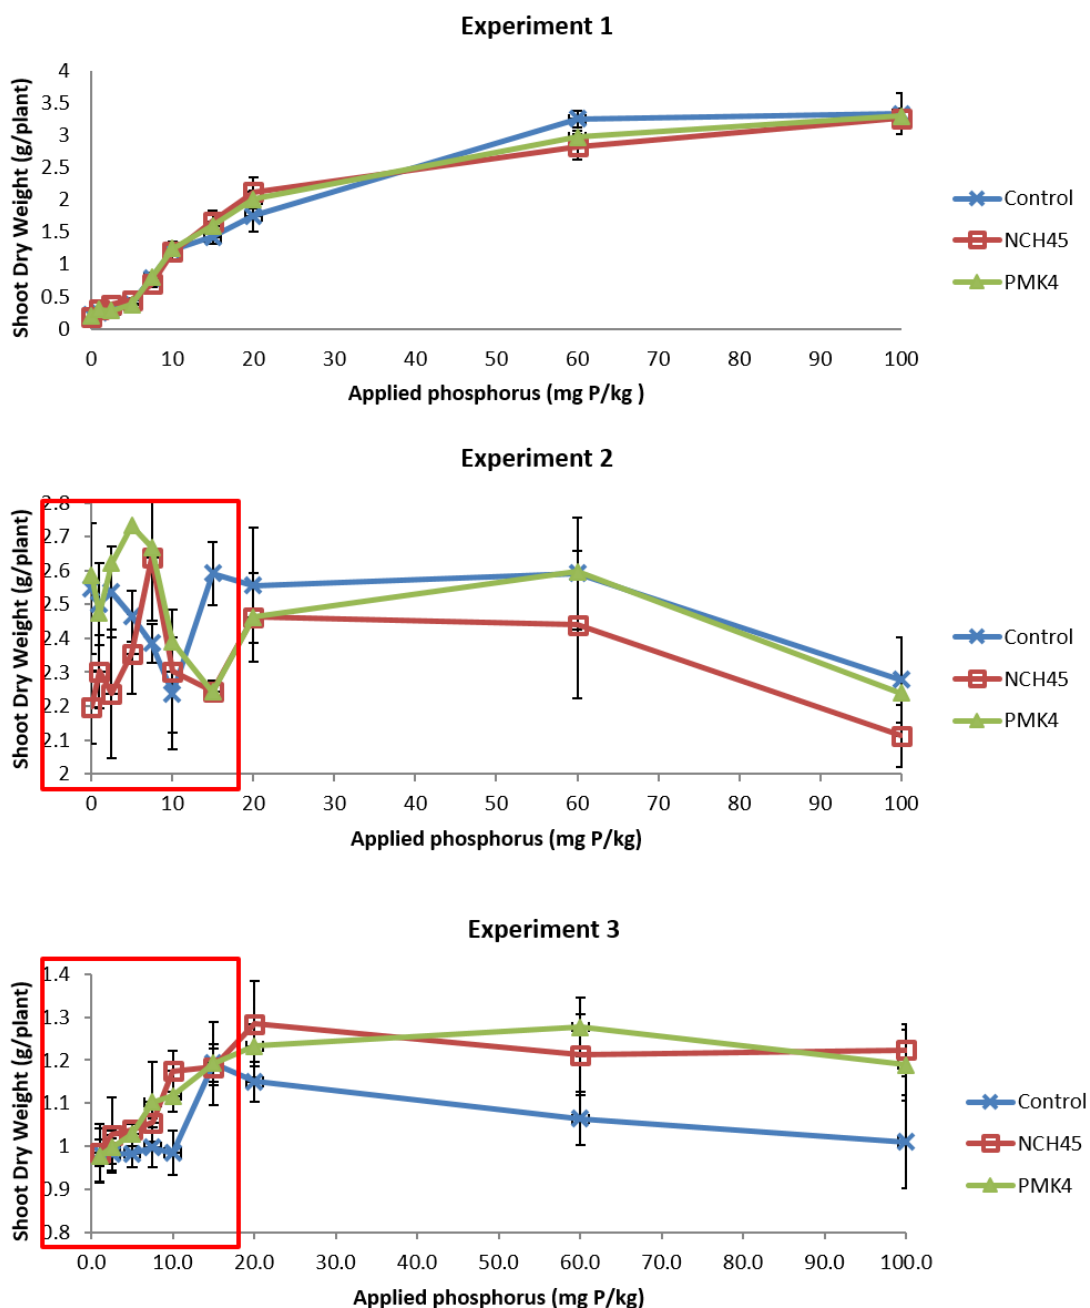 Experiment 1
Shoot Dry Weight (g/plant)
4
3.5
3
2.5
2
1.5
1
0.5
0
0 10 20 30 40 50 60 70 80 90 100
Applied phosphorus (mg P/kg )
Control
NCH45
PMK4
Experiment 2
Shoot Dry Weight (g/plant)
2.8
2.7
2.6
2.5
2.4
2.3
2.2
2.1
2
0 10 20 30 40 50 60 70 80 90 100
Applied phosphorus (mg P/kg)
Control
NCH45
PMK4
Experiment 3
Shoot Dry Weight (g/plant)
1.4
1.3
1.2
1.1
1
0.9
0.8
0.0 10.0 20.0 30.0 40.0 50.0 60.0 70.0 80.0 90.0 100.0
Applied phosphorus (mg P/kg)
Control
NCH45
PMK4